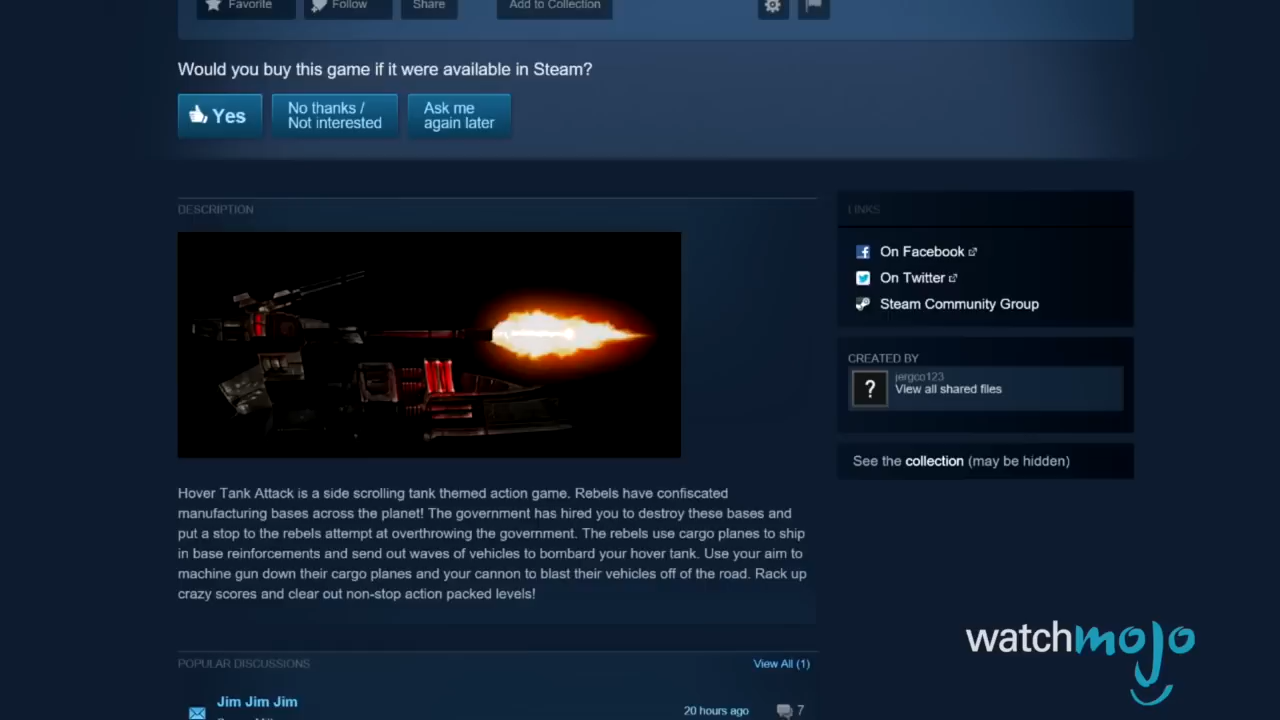 Favorite
Follow
Share
Add to Collection
Would you buy this game if it were available in Steam?
Yes
No thanks /
Not interested
Ask me
again later
DESCRIPTION
Hover Tank Attack is a side scrolling tank themed action game. Rebels have confiscated
manufacturing bases across the planet! The government has hired you to destroy these bases and
put a stop to the rebels attempt at overthrowing the government. The rebels use cargo planes to ship
in base reinforcements and send out waves of vehicles to bombard your hover tank. Use your aim to
machine gun down their cargo planes and your cannon to blast their vehicles off of the road. Rack up
crazy scores and clear out non-stop action packed levels!
LINKS
On Facebook
On Twitter
Steam Community Group
CREATED BY
?
jergco123
View all shared files
See the collection (may be hidden)
POPULAR DISCUSSIONS
View All (1)
Jim Jim Jim
20 hours ago
7
watchmojo